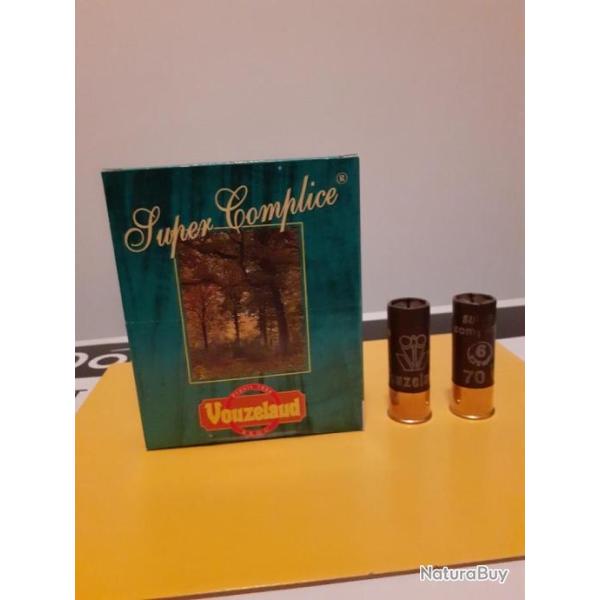 Super Complice®
Vouzelaud
6
70
NaturaBuy